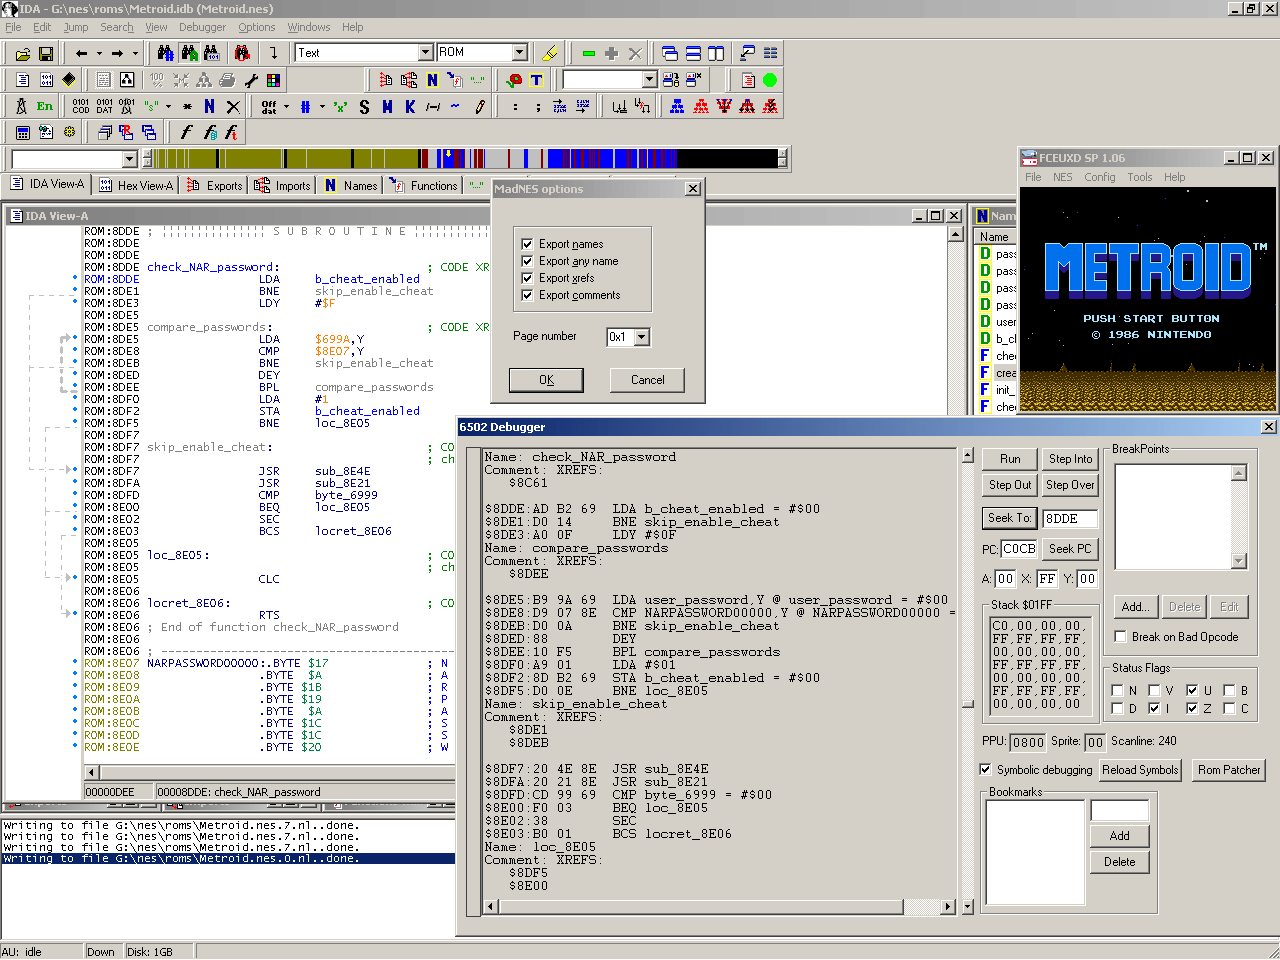 IDA - G:\nes\roms\Metroid.idb (Metroid.nes)
File Edit Jump Search View Debugger Options Windows Help
Text ROM
En
IDA View-A Hex View-A Exports Imports N Names Functions
IDA View-A
ROM:8DDE ; ¦¦¦¦¦¦¦¦¦¦¦¦¦¦¦ S U B R O U T I N E ¦¦¦¦¦¦¦¦¦¦¦
ROM:8DDE
ROM:8DDE
ROM:8DDE check_NAR_password: ; CODE XR
ROM:8DDE LDA b_cheat_enabled
ROM:8DE1 BNE skip_enable_cheat
ROM:8DE3 LDY #$F
ROM:8DE5
ROM:8DE5 compare_passwords: ; CODE XR
ROM:8DE5 LDA $699A,Y
ROM:8DE8 CMP $8E07,Y
ROM:8DEB BNE skip_enable_cheat
ROM:8DED DEY
ROM:8DEE BPL compare_passwords
ROM:8DF0 LDA #1
ROM:8DF2 STA b_cheat_enabled
ROM:8DF5 BNE loc_8E05
ROM:8DF7
ROM:8DF7 skip_enable_cheat: ; CO
ROM:8DF7 ; ch
ROM:8DF7 JSR sub_8E4E
ROM:8DFA JSR sub_8E21
ROM:8DFD CMP byte_6999
ROM:8E00 BEQ loc_8E05
ROM:8E02 SEC
ROM:8E03 BCS locret_8E06
ROM:8E05
ROM:8E05 loc_8E05: ; CO
ROM:8E05 ; ch
ROM:8E05 CLC
ROM:8E06
ROM:8E06 locret_8E06: ; CO
ROM:8E06 RTS
ROM:8E06 ; End of function check_NAR_password
ROM:8E06
ROM:8E06 ; ---------------------------------------
ROM:8E07 NARPASSWORD00000:.BYTE $17 ; N
ROM:8E08 .BYTE $A ; A
ROM:8E09 .BYTE $1B ; R
ROM:8E0A .BYTE $19 ; P
ROM:8E0B .BYTE $A ; A
ROM:8E0C .BYTE $1C ; S
ROM:8E0D .BYTE $1C ; S
ROM:8E0E .BYTE $20 ; W
00000DEE 00008DDE: check_NAR_password
Writing to file G:\nes\roms\Metroid.nes.7.nl..done.
Writing to file G:\nes\roms\Metroid.nes.7.nl..done.
Writing to file G:\nes\roms\Metroid.nes.7.nl..done.
Writing to file G:\nes\roms\Metroid.nes.0.nl..done.
AU: idle Down Disk: 1GB
MadNES options
Export names
Export any name
Export xrefs
Export comments
Page number 0x1
OK Cancel
N Nam
Name
D pass
D pass
D pass
D pass
D user
D b_ch
F chec
F crea
F init_
F chec
FCEUXD SP 1.06
File NES Config Tools Help
METROID TM
PUSH START BUTTON
© 1986 NINTENDO
6502 Debugger
Name: check_NAR_password
Comment: XREFS:
$8C61
$8DDE:AD B2 69 LDA b_cheat_enabled = #$00
$8DE1:D0 14 BNE skip_enable_cheat
$8DE3:A0 0F LDY #$0F
Name: compare_passwords
Comment: XREFS:
$8DEE
$8DE5:B9 9A 69 LDA user_password,Y @ user_password = #$00
$8DE8:D9 07 8E CMP NARPASSWORD00000,Y @ NARPASSWORD00000 =
$8DEB:D0 0A BNE skip_enable_cheat
$8DED:88 DEY
$8DEE:10 F5 BPL compare_passwords
$8DF0:A9 01 LDA #$01
$8DF2:8D B2 69 STA b_cheat_enabled = #$00
$8DF5:D0 0E BNE loc_8E05
Name: skip_enable_cheat
Comment: XREFS:
$8DE1
$8DEB
$8DF7:20 4E 8E JSR sub_8E4E
$8DFA:20 21 8E JSR sub_8E21
$8DFD:CD 99 69 CMP byte_6999 = #$00
$8E00:F0 03 BEQ loc_8E05
$8E02:38 SEC
$8E03:B0 01 BCS locret_8E06
Name: loc_8E05
Comment: XREFS:
$8DF5
$8E00
Run Step Into
Step Out Step Over
Seek To: 8DDE
PC: C0CB Seek PC
A: 00 X: FF Y: 00
Stack $01FF
C0,00,00,00,
FF,FF,FF,FF,
00,00,00,00,
FF,FF,FF,FF,
00,00,00,00,
FF,FF,FF,FF,
00,00,00,00
BreakPoints
Add... Delete Edit
Break on Bad Opcode
Status Flags
N V U B
D I Z C
PPU: 0800 Sprite: 00 Scanline: 240
Symbolic debugging Reload Symbols Rom Patcher
Bookmarks
Add
Delete